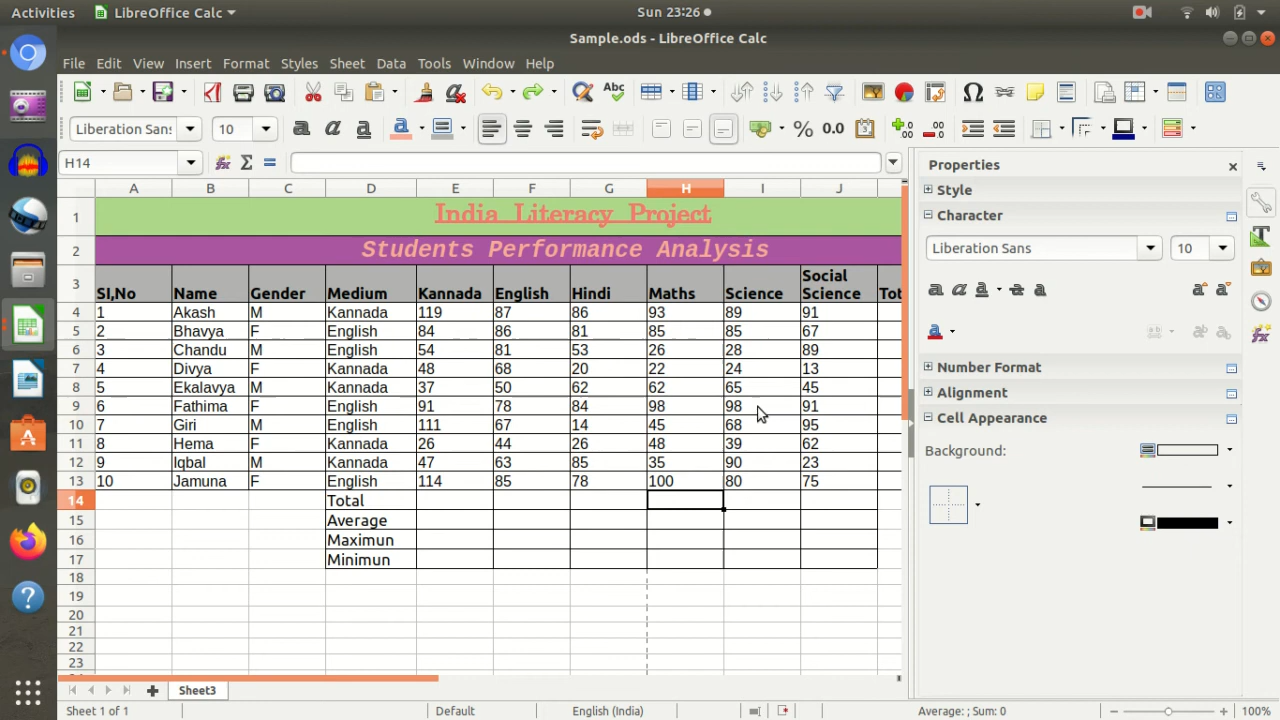 Activities LibreOffice Calc Sun 23:26
Sample.ods - LibreOffice Calc
File Edit View Insert Format Styles Sheet Data Tools Window Help
Liberation Sans 10
H14
Properties
Style
Character
Liberation Sans 10
Number Format
Alignment
Cell Appearance
Background:
A B C D E F G H I J
1 India Literacy Project
2 Students Performance Analysis
3 SI,No Name Gender Medium Kannada English Hindi Maths Science Social Science Tot
4 1 Akash M Kannada 119 87 86 93 89 91
5 2 Bhavya F English 84 86 81 85 85 67
6 3 Chandu M English 54 81 53 26 28 89
7 4 Divya F Kannada 48 68 20 22 24 13
8 5 Ekalavya M Kannada 37 50 62 62 65 45
9 6 Fathima F English 91 78 84 98 98 91
10 7 Giri M English 111 67 14 45 68 95
11 8 Hema F Kannada 26 44 26 48 39 62
12 9 Iqbal M Kannada 47 63 85 35 90 23
13 10 Jamuna F English 114 85 78 100 80 75
14 Total
15 Average
16 Maximun
17 Minimun
18
19
20
21
22
23
Sheet3
Sheet 1 of 1 Default English (India) Average: ; Sum: 0 100%